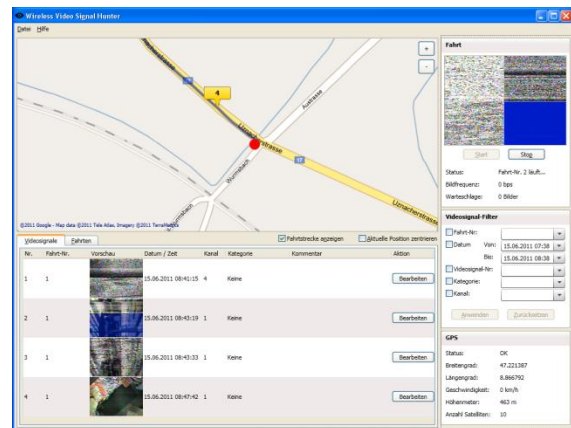 Wireless Video Signal Hunter
Datei Hilfe
+
-
4
Uznacherstrasse
Austrasse
Uznacherstrasse
17
Wurmsbach
Wurmsbach
Uznacherstrasse
©2011 Google - Map data ©2011 Tele Atlas, Imagery ©2011 TerraMetrics
Videosignale Fahrten
Fahrtstrecke anzeigen Aktuelle Position zentrieren
Nr. Fahrt-Nr. Vorschau Datum / Zeit Kanal Kategorie Kommentar Aktion
1 1 15.06.2011 08:41:15 4 Keine Bearbeiten
2 1 15.06.2011 08:43:19 1 Keine Bearbeiten
3 1 15.06.2011 08:43:33 1 Keine Bearbeiten
4 1 15.06.2011 08:47:42 1 Keine Bearbeiten
Fahrt
Start Stop
Status: Fahrt-Nr. 2 läuft...
Bildfrequenz: 0 bps
Warteschlage: 0 Bilder
Videosignal-Filter
Fahrt-Nr:
Datum Von: 15.06.2011 07:38
Bis: 15.06.2011 08:38
Videosignal-Nr:
Kategorie:
Kanal:
Anwenden Zurücksetzen
GPS
Status: OK
Breitengrad: 47.221387
Längengrad: 8.866792
Geschwindigkeit: 0 km/h
Höhenmeter: 463 m
Anzahl Satelliten: 10